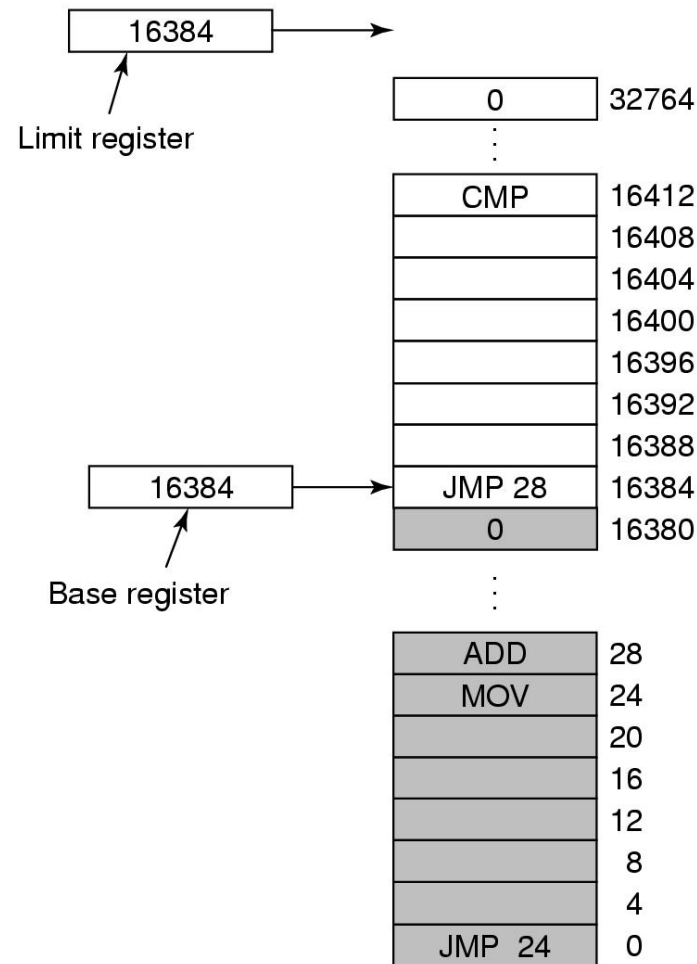 16384
Limit register
0 32764
CMP 16412
16408
16404
16400
16396
16392
16388
16384 JMP 28 16384
0 16380
Base register
ADD 28
MOV 24
20
16
12
8
4
JMP 24 0